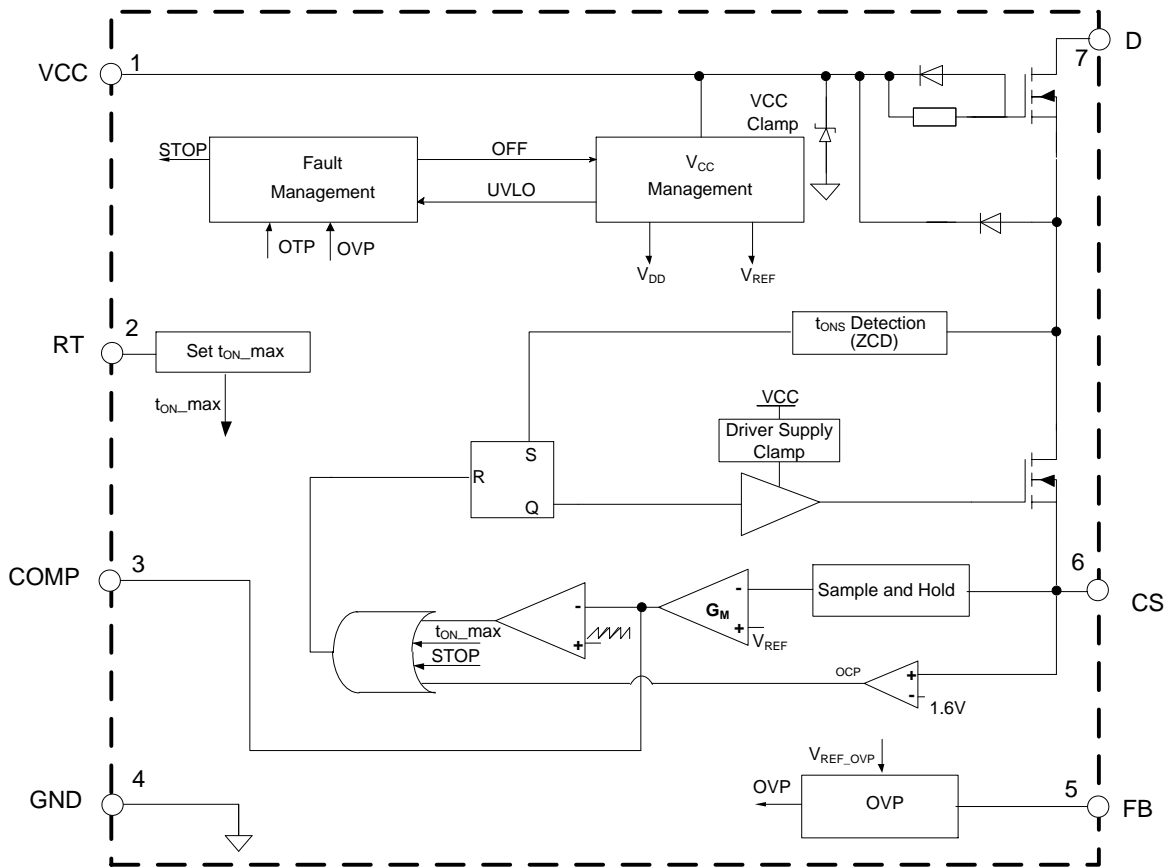 1
VCC
7
D
VCC
Clamp
STOP
Fault
Management
OFF
UVLO
VCC
Management
OTP
OVP
VDD
VREF
2
RT
Set tON_max
tON_max
tONS Detection
(ZCD)
VCC
Driver Supply
Clamp
S
R
Q
3
COMP
6
CS
Sample and Hold
-
GM
+
VREF
-
+
tON_max
STOP
OCP
+
-
1.6V
VREF_OVP
4
GND
OVP
OVP
5
FB